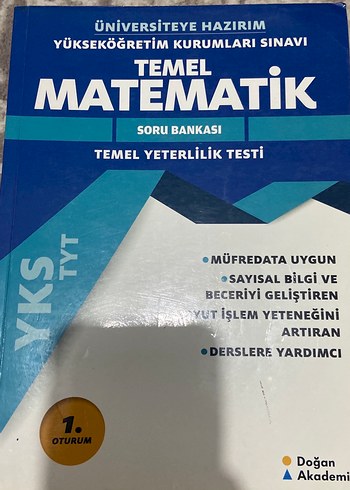 ÜNİVERSİTEYE HAZIRIM
YÜKSEKÖĞRETİM KURUMLARI SINAVI
TEMEL
MATEMATİK
SORU BANKASI
TEMEL YETERLİLİK TESTİ
YKS
TYT
•MÜFREDATA UYGUN
•SAYISAL BİLGİ VE
BECERİYİ GELİŞTİREN
İŞLEM YETENEĞİNİ
ARTIRAN
•DERSLERE YARDIMCI
1.
OTURUM
Doğan
Akademi